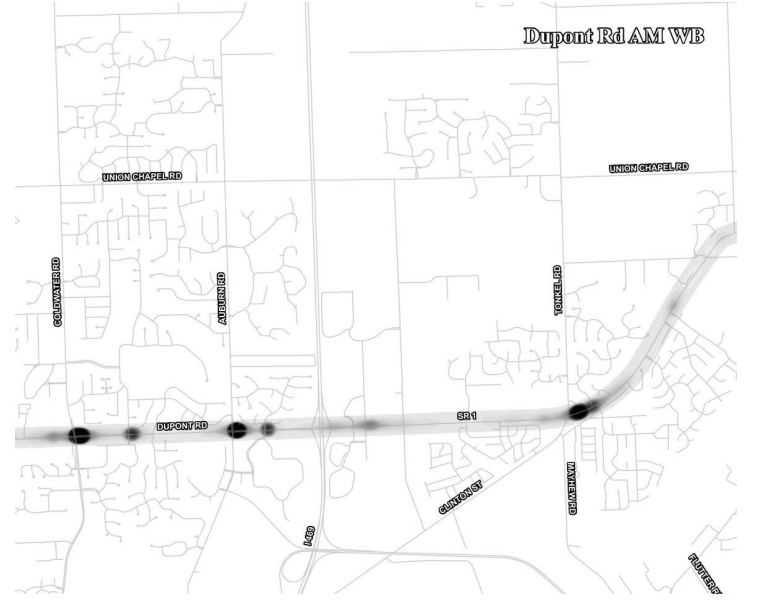 Dupont Rd AM WB
UNION CHAPEL RD
UNION CHAPEL RD
COLDWATER RD
AUBURN RD
TONKEL RD
DUPONT RD
SR 1
CLINTON ST
MAYHEW RD
I-469
FLUTTER